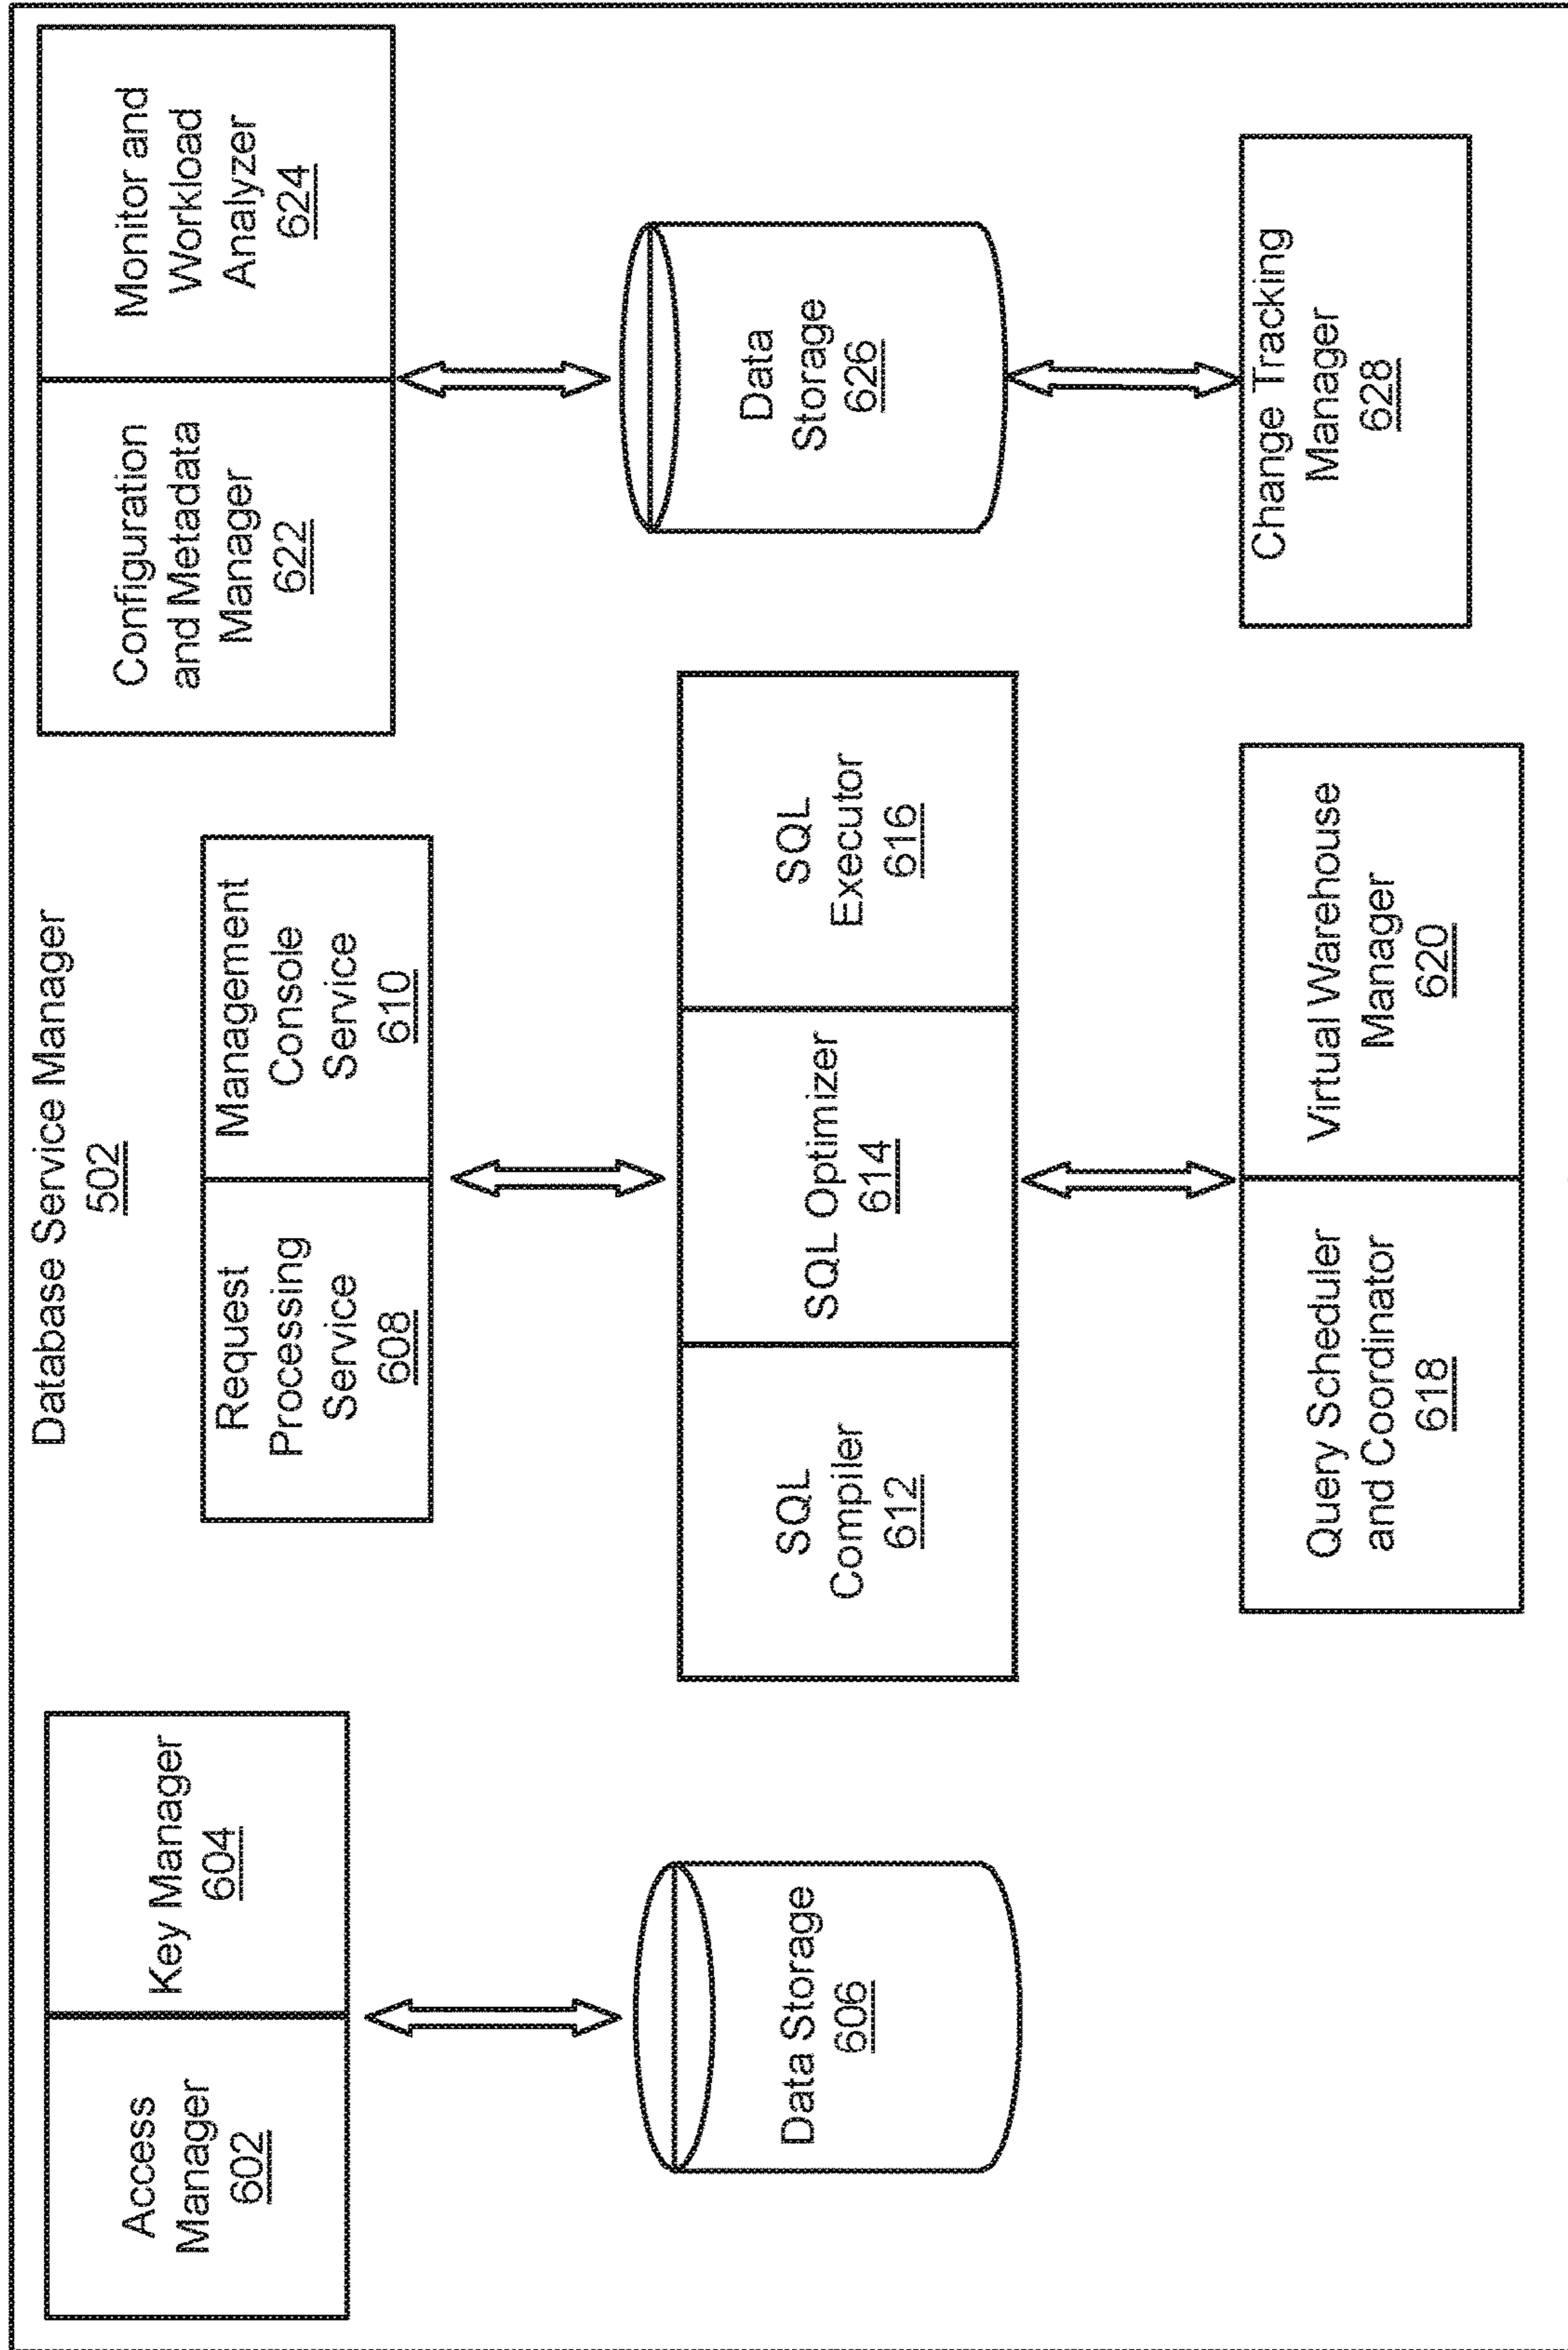 Database Service Manager
502
Access
Manager
602
Key Manager
604
Data Storage
606
Request
Processing
Service
608
Management
Console
Service
610
SQL
Compiler
612
SQL Optimizer
614
SQL
Executor
616
Query Scheduler
and Coordinator
618
Virtual Warehouse
Manager
620
Configuration
and Metadata
Manager
622
Monitor and
Workload
Analyzer
624
Data
Storage
626
Change Tracking
Manager
628